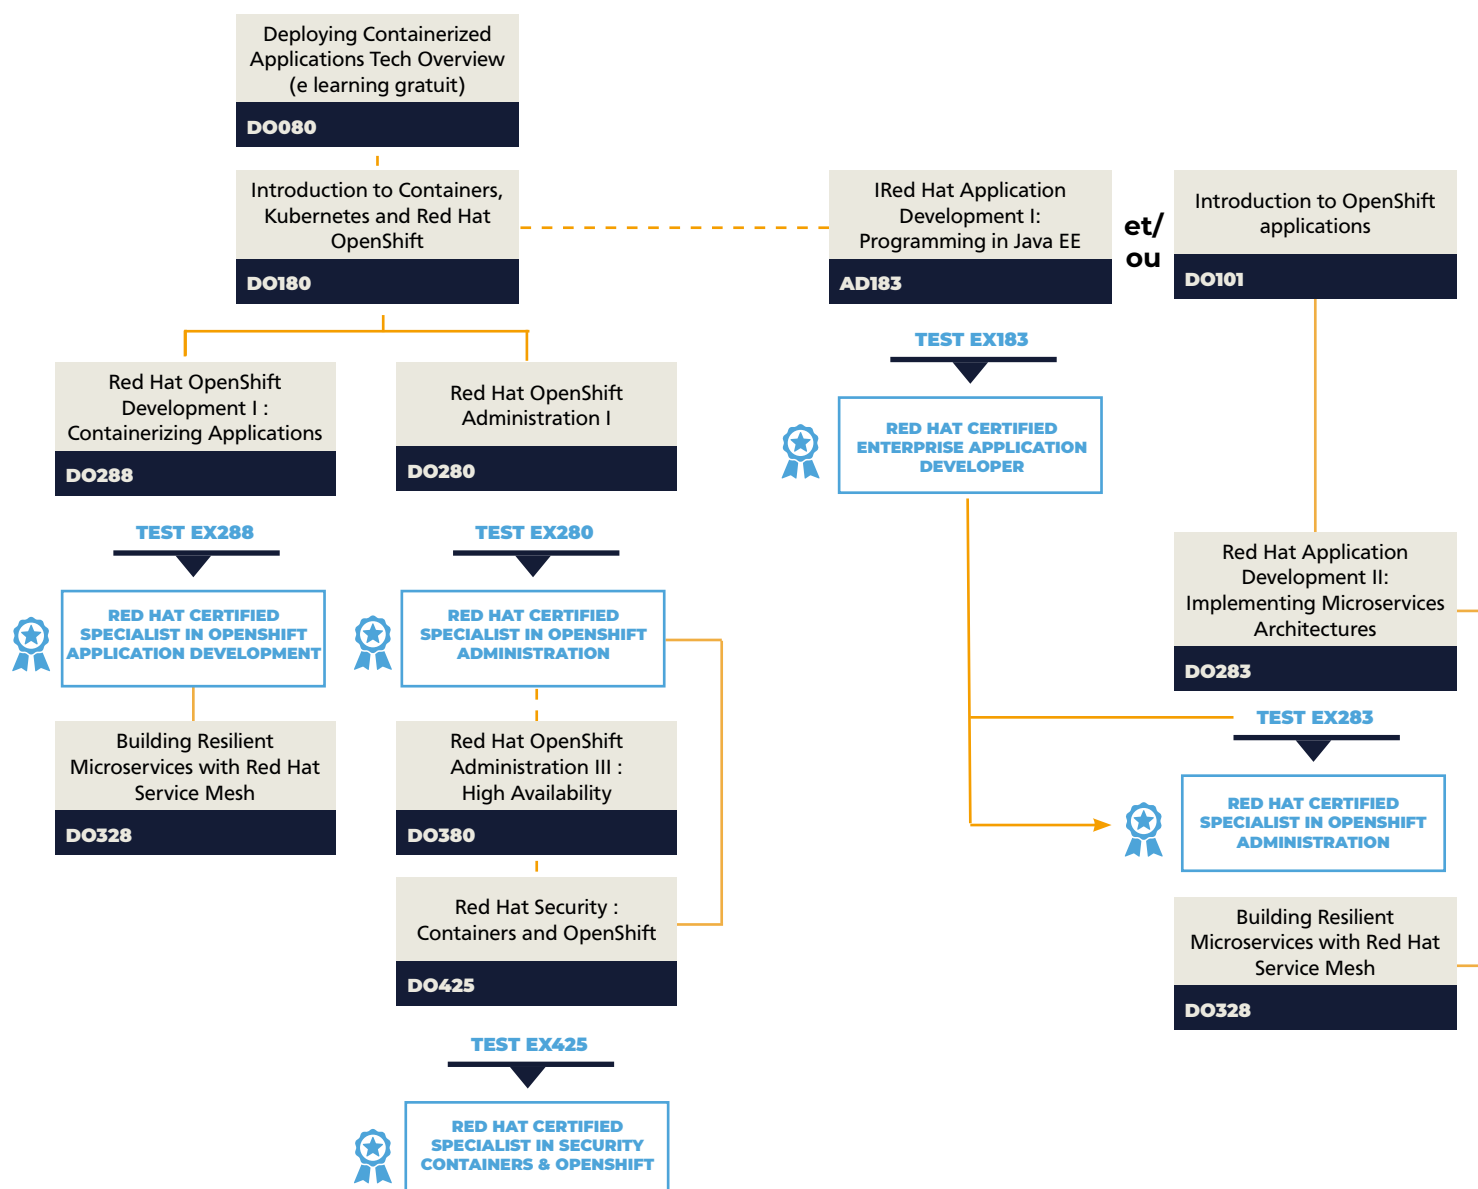 Deploying Containerized
Applications Tech Overview
(e learning gratuit)
DO080
Introduction to Containers,
Kubernetes and Red Hat
OpenShift
DO180
IRed Hat Application
Development I:
Programming in Java EE
AD183
et/
ou
Introduction to OpenShift
applications
DO101
Red Hat OpenShift
Development I :
Containerizing Applications
DO288
Red Hat OpenShift
Administration I
DO280
TEST EX183
RED HAT CERTIFIED
ENTERPRISE APPLICATION
DEVELOPER
TEST EX288
RED HAT CERTIFIED
SPECIALIST IN OPENSHIFT
APPLICATION DEVELOPMENT
TEST EX280
RED HAT CERTIFIED
SPECIALIST IN OPENSHIFT
ADMINISTRATION
Red Hat Application
Development II:
Implementing Microservices
Architectures
DO283
Building Resilient
Microservices with Red Hat
Service Mesh
DO328
Red Hat OpenShift
Administration III :
High Availability
DO380
TEST EX283
RED HAT CERTIFIED
SPECIALIST IN OPENSHIFT
ADMINISTRATION
Red Hat Security :
Containers and OpenShift
DO425
Building Resilient
Microservices with Red Hat
Service Mesh
DO328
TEST EX425
RED HAT CERTIFIED
SPECIALIST IN SECURITY
CONTAINERS & OPENSHIFT